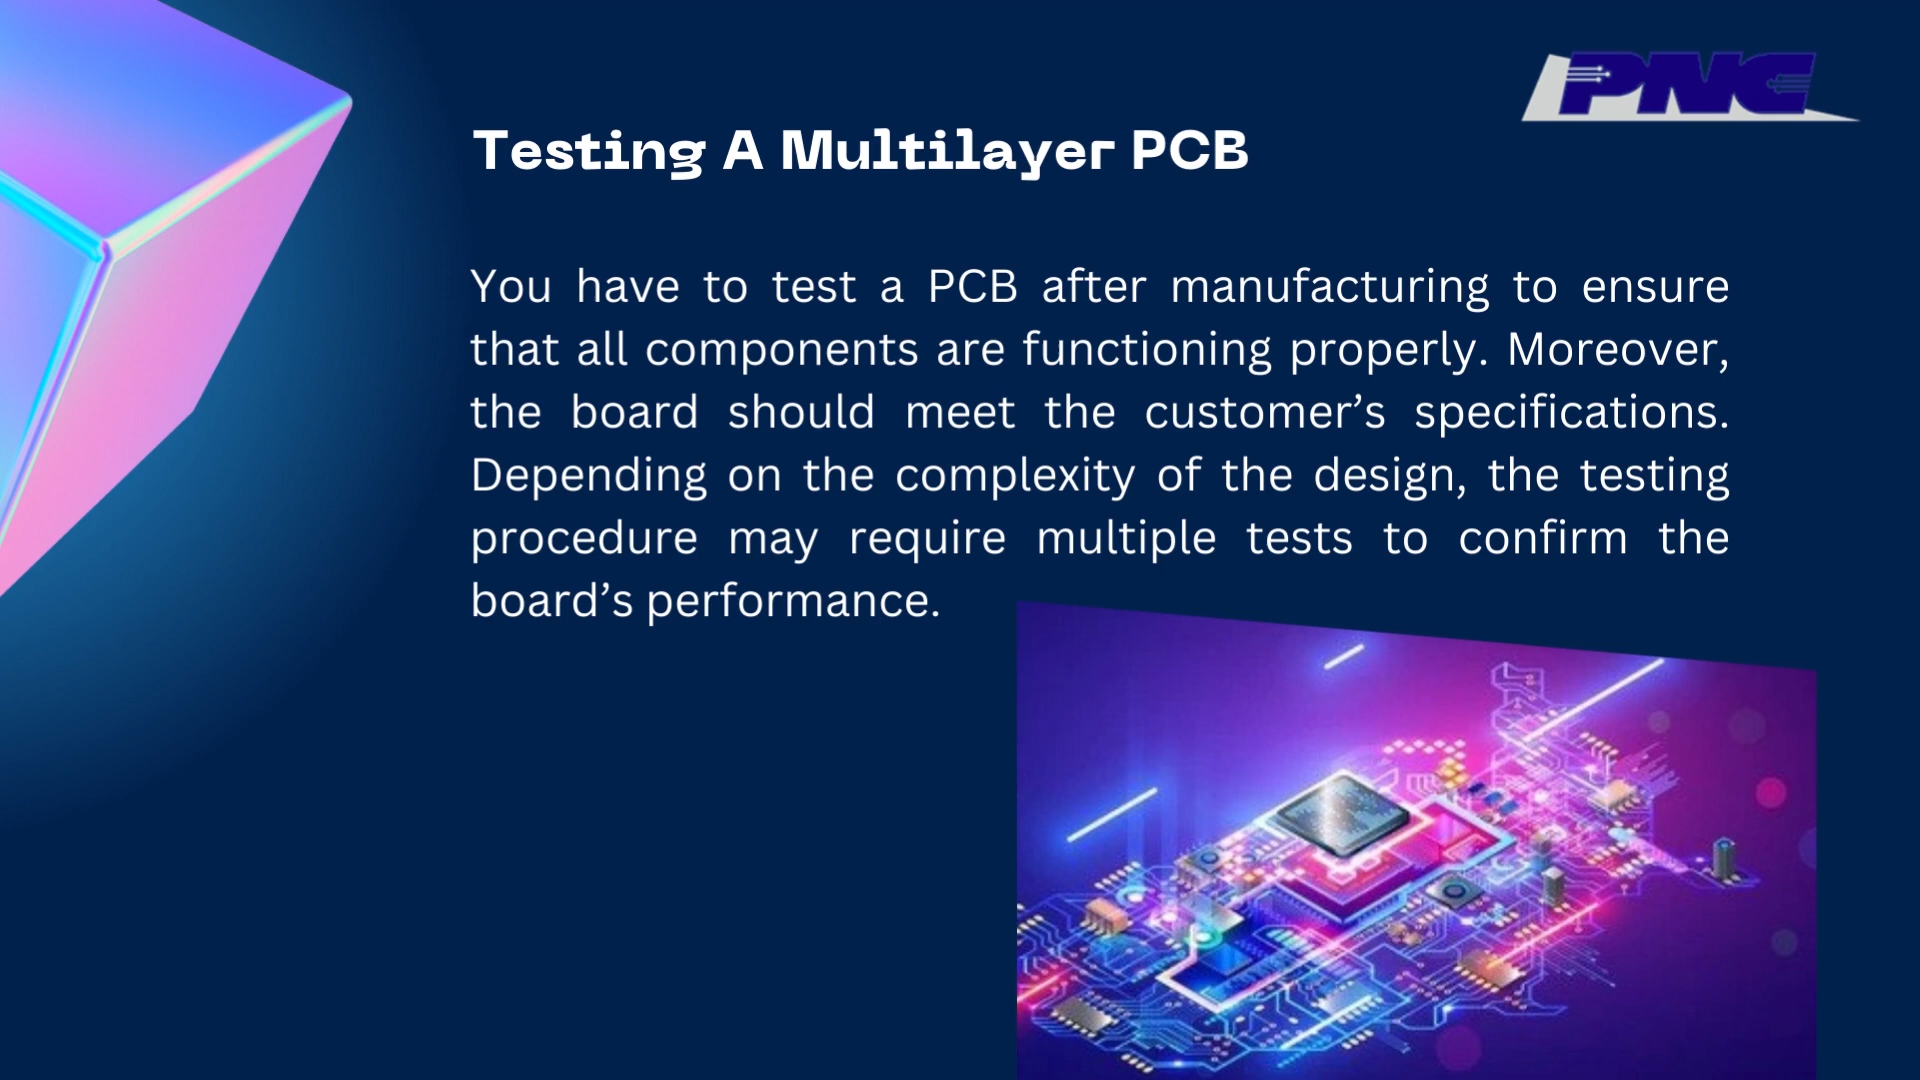 PNC
Testing A Multilayer PCB
You have to test a PCB after manufacturing to ensure
that all components are functioning properly. Moreover,
the board should meet the customer’s specifications.
Depending on the complexity of the design, the testing
procedure may require multiple tests to confirm the
board’s performance.